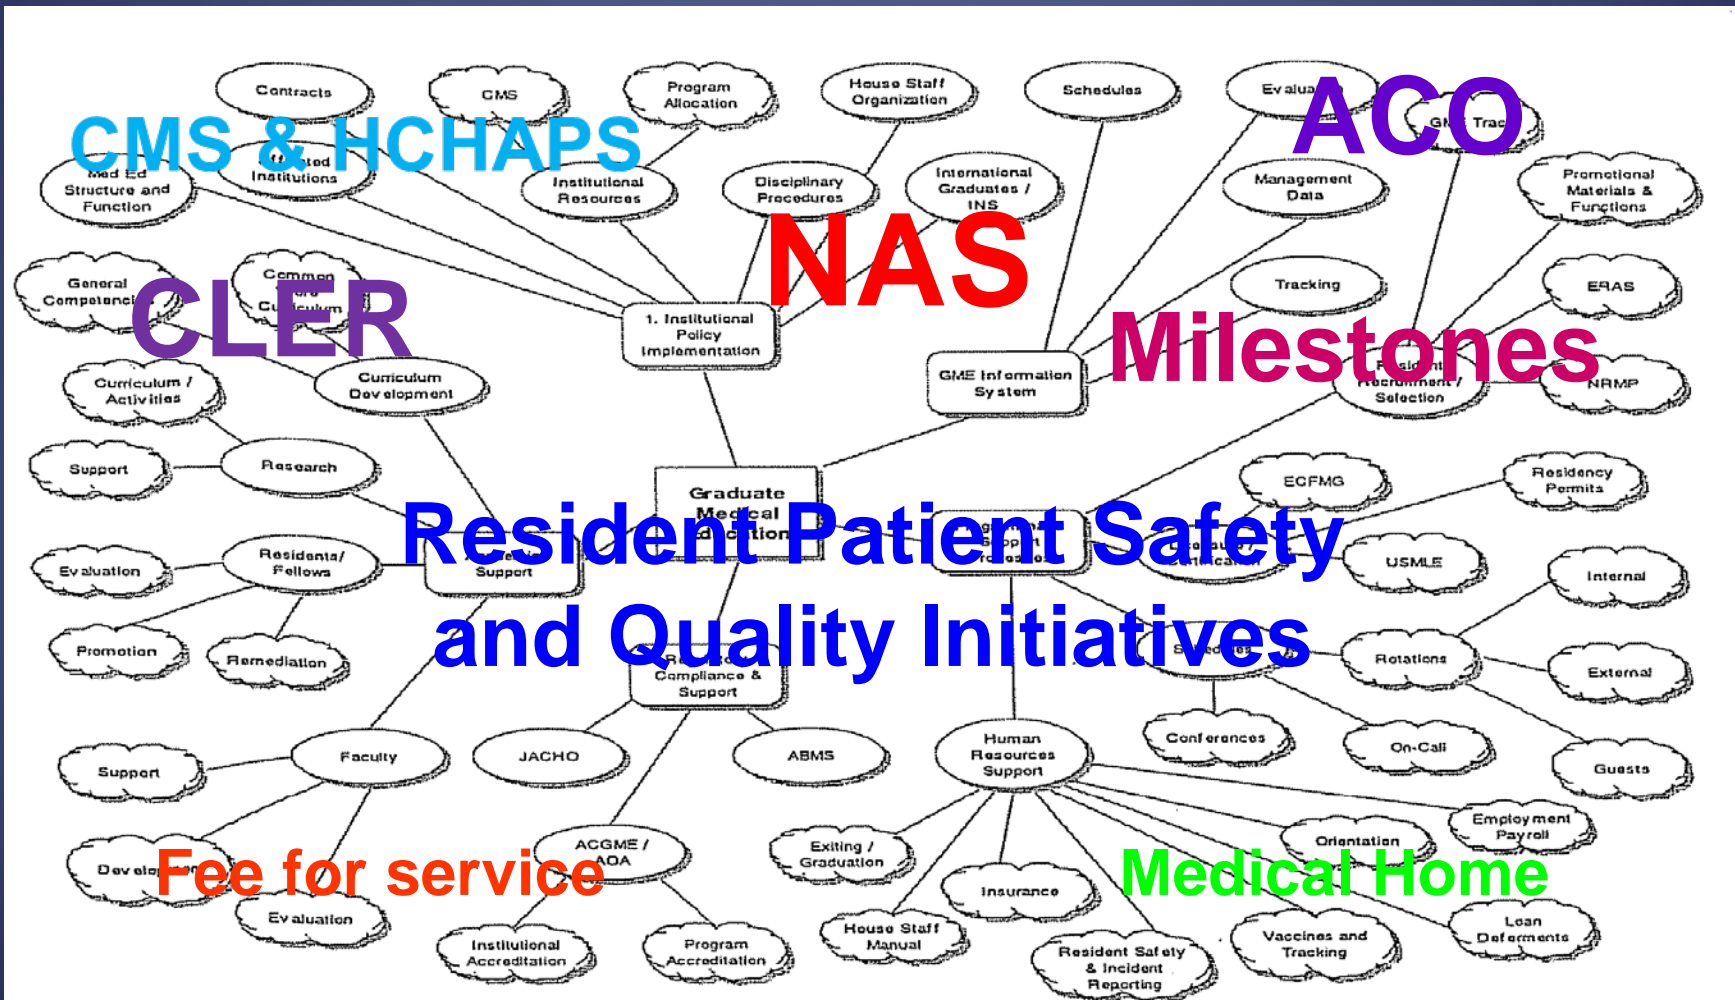 Contracts
CMS
Program
Allocation
House Staff
Organization
Schedules
ACO
CMS & HCHAPS
Institutions
Med Ed
Structure and
Function
Institutional
Resources
Disciplinary
Procedures
International
Graduates /
INS
Management
Data
Promotional
Materials &
Functions
NAS
General
Common
CLER
Tracking
ERAS
1. Institutional
Policy
Implementation
Milestones
GME Information
System
Selection
NRMP
Curriculum /
Activities
Curriculum
Development
Support
Research
ECFMG
Residency
Permits
Graduate
Medical
Education
Resident Patient Safety
and Quality Initiatives
Support
Evaluation
Residents/
Fellows
USMLE
Internal
Promotion
Remediation
Compliance &
Support
Rotations
External
Support
Faculty
JACHO
ABMS
Human
Resources
Support
Conferences
On-Call
Guests
Fee for service
ACGME /
AOA
Exiting /
Graduation
Insurance
Orientation
Employment
Payroll
Medical Home
Evaluation
Institutional
Accreditation
Program
Accreditation
House Staff
Manual
Resident Safety
& Incident
Reporting
Vaccines and
Tracking
Loan
Deferments